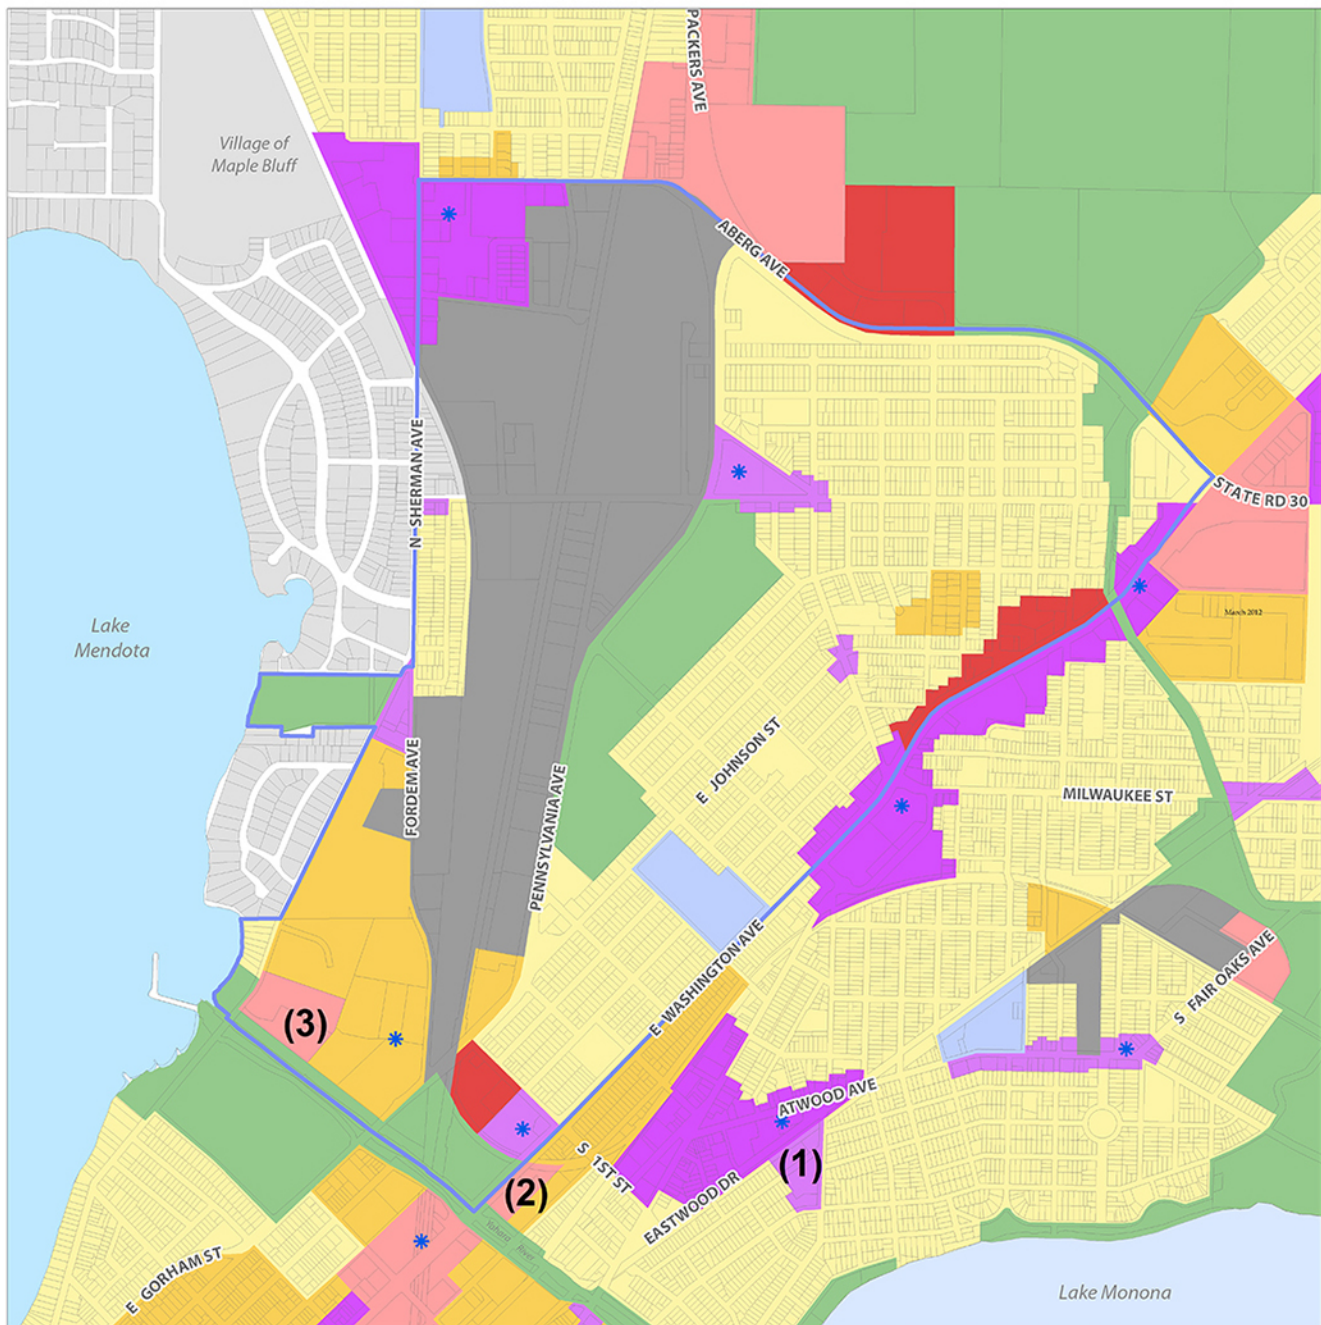 PACKERS AVE
Village of
Maple Bluff
ABERG AVE
N SHERMAN AVE
STATE RD 30
March 2012
Lake
Mendota
E JOHNSON ST
FORDEM AVE
MILWAUKEE ST
PENNSYLVANIA AVE
E WASHINGTON AVE
S FAIR OAKS AVE
(3)
ATWOOD AVE
S 1ST ST
(1)
(2)
EASTWOOD DR
Yahara River
E GORHAM ST
Lake Monona